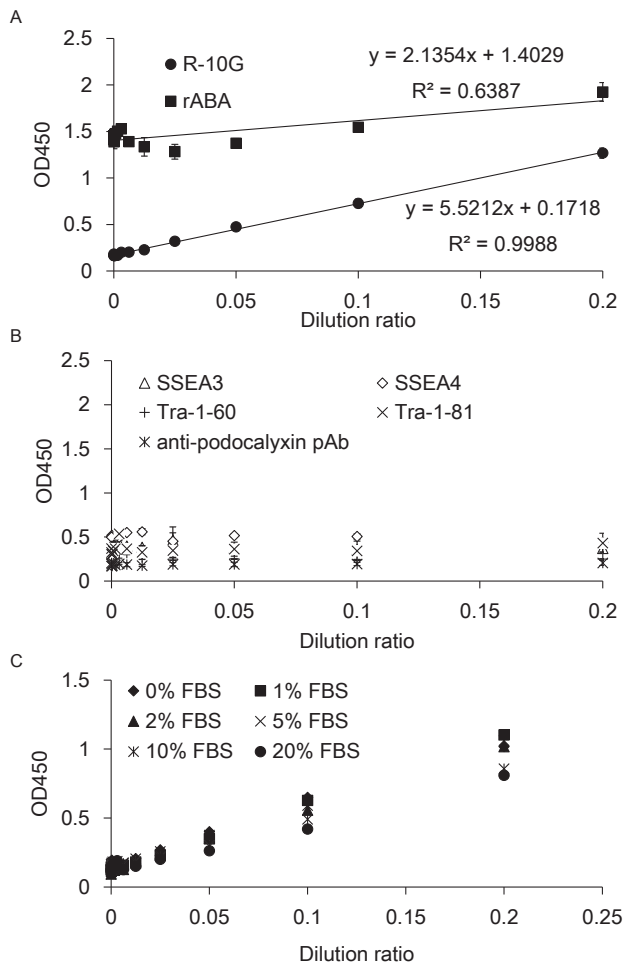 A
2.5
2
1.5
1
0.5
0
OD450
R-10G
rABA
y = 2.1354x + 1.4029
R² = 0.6387
y = 5.5212x + 0.1718
R² = 0.9988
0 0.05 0.1 0.15 0.2
Dilution ratio
B
2.5
2
1.5
1
0.5
0
OD450
SSEA3 SSEA4
Tra-1-60 Tra-1-81
anti-podocalyxin pAb
0 0.05 0.1 0.15 0.2
Dilution ratio
C
1.5
1
0.5
0
OD450
0% FBS 1% FBS
2% FBS 5% FBS
10% FBS 20% FBS
0 0.05 0.1 0.15 0.2 0.25
Dilution ratio